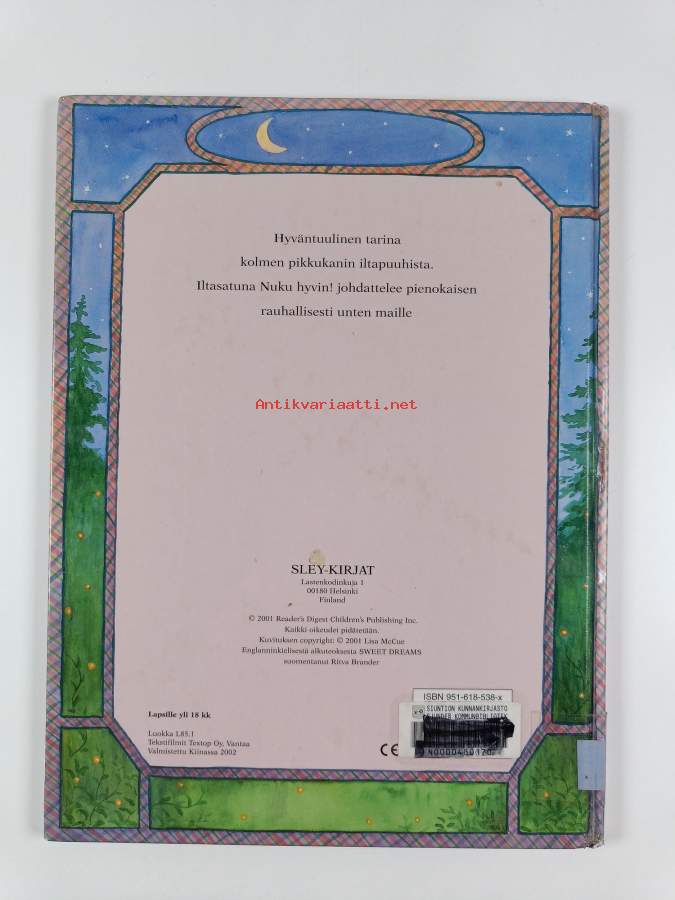 Hyväntuulinen tarina
kolmen pikkukanin iltapuuhista.
Iltasatuna Nuku hyvin! johdattelee pienokaisen
rauhallisesti unten maille
Antikvariaatti.net
SLEY-KIRJAT
Lastenkodinkuja 1
00180 Helsinki
Finland
© 2001 Reader's Digest Children's Publishing Inc.
Kaikki oikeudet pidätetään.
Kuvituksen copyright: © 2001 Lisa McCue
Englanninkielisestä alkuteoksesta SWEET DREAMS
suomentanut Ritva Brander
ISBN 951-618-538-x
SIUNTION KUNNANKIRJASTO
KOMMUNBIBLIOTEK
Lapsille yli 18 kk
Luokka L85.1
Tekstifilmit Textop Oy, Vantaa
Valmistettu Kiinassa 2002
CE